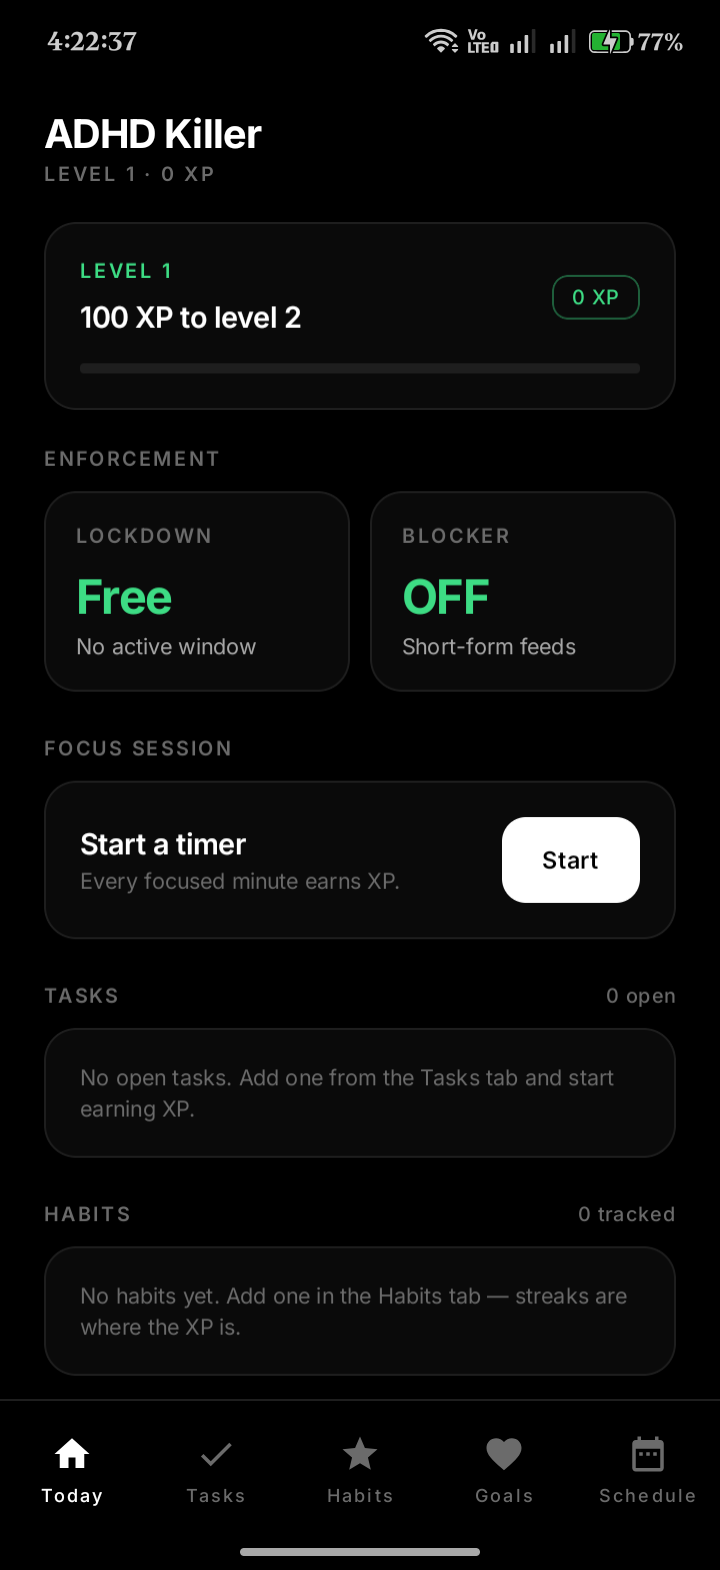 4:22:37
Vo
LTE
77%
ADHD Killer
LEVEL 1 · 0 XP
LEVEL 1
100 XP to level 2
0 XP
ENFORCEMENT
LOCKDOWN
Free
No active window
BLOCKER
OFF
Short-form feeds
FOCUS SESSION
Start a timer
Every focused minute earns XP.
Start
TASKS
0 open
No open tasks. Add one from the Tasks tab and start
earning XP.
HABITS
0 tracked
No habits yet. Add one in the Habits tab — streaks are
where the XP is.
Today
Tasks
Habits
Goals
Schedule